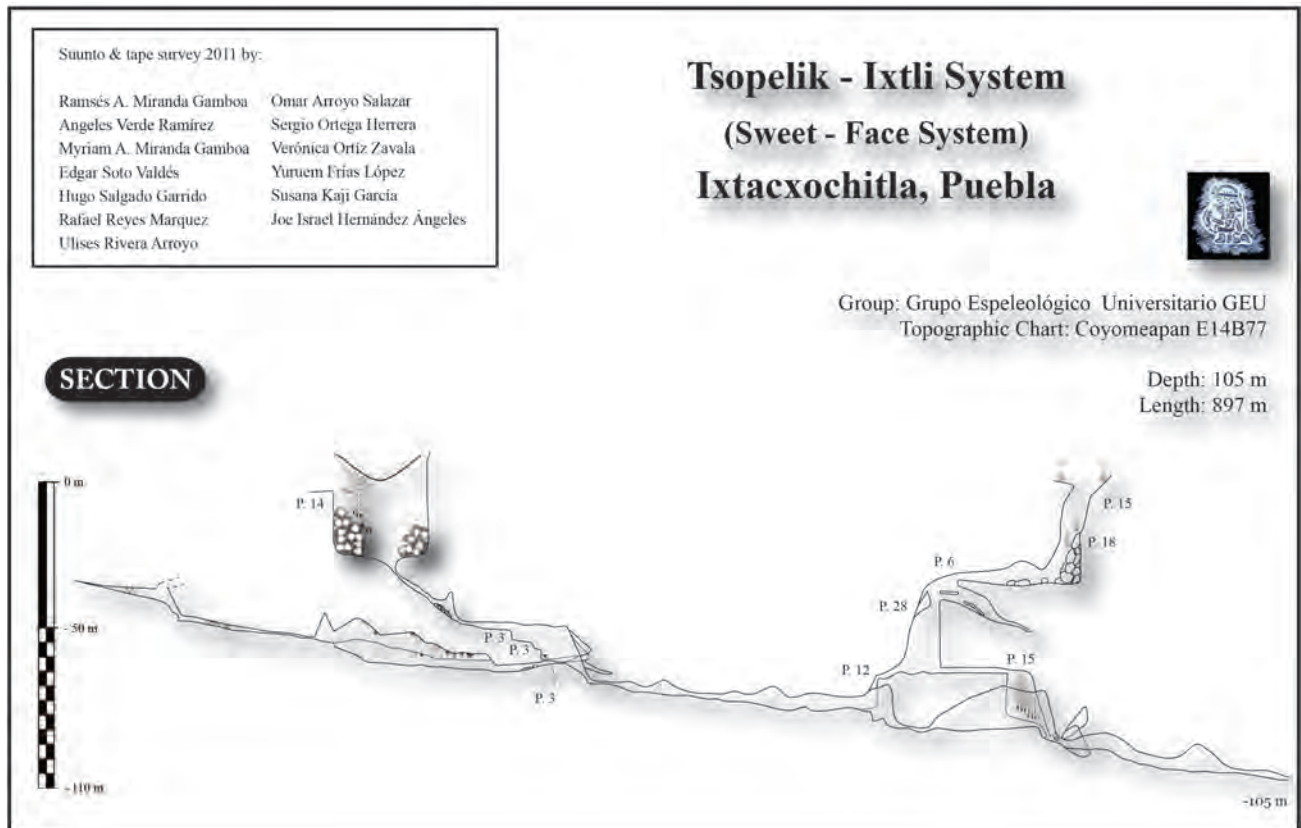 Suunto & tape survey 2011 by:
Ramsés A. Miranda Gamboa
Angeles Verde Ramírez
Myriam A. Miranda Gamboa
Edgar Soto Valdés
Hugo Salgado Garrido
Rafael Reyes Marquez
Ulises Rivera Arroyo
Omar Arroyo Salazar
Sergio Ortega Herrera
Verónica Ortíz Zavala
Yuruem Frías López
Susana Kaji García
Joe Israel Hernández Ángeles
Tsopelik - Ixtli System
(Sweet - Face System)
Ixtacxochitla, Puebla
Group: Grupo Espeleológico Universitario GEU
Topographic Chart: Coyomeapan E14B77
Depth: 105 m
Length: 897 m
SECTION
0 m
- 50 m
-110 m
P. 14
P. 3
P. 3
P. 3
P. 15
P. 18
P. 6
P. 28
P. 12
P. 15
-105 m